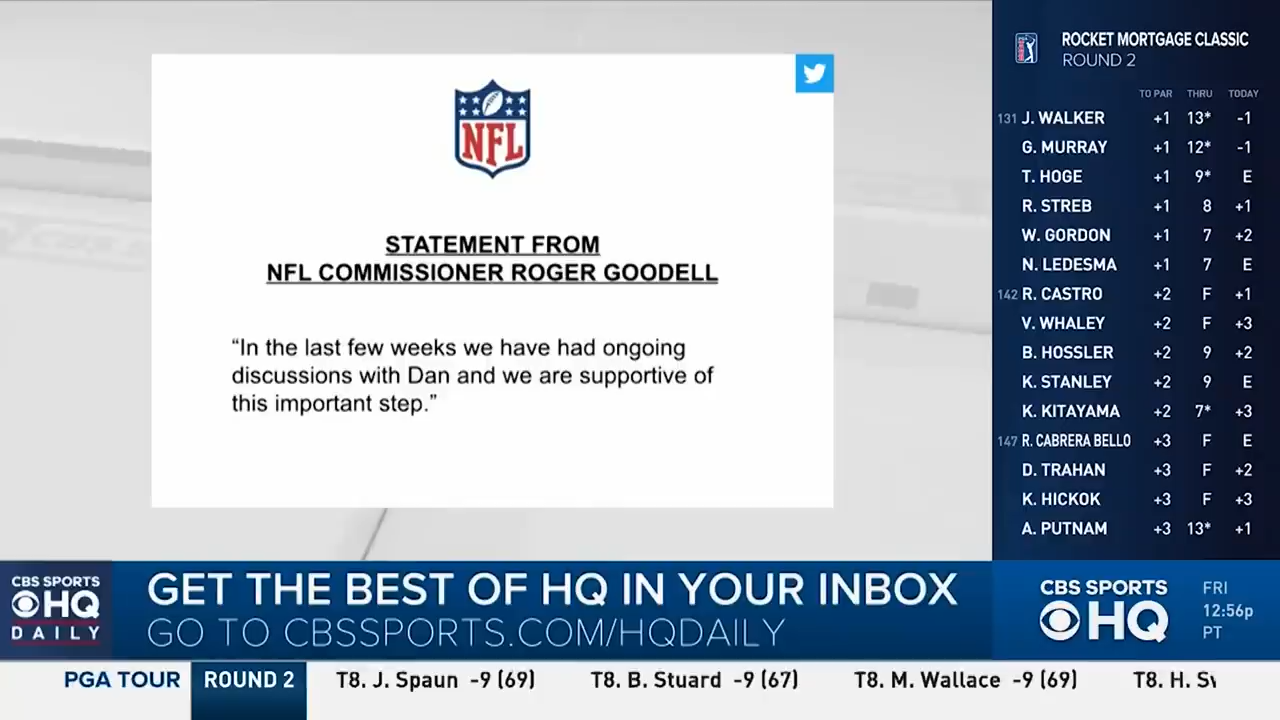 NFL
STATEMENT FROM
NFL COMMISSIONER ROGER GOODELL
“In the last few weeks we have had ongoing
discussions with Dan and we are supportive of
this important step.”
ROCKET MORTGAGE CLASSIC
ROUND 2
TO PAR THRU TODAY
131 J. WALKER +1 13* -1
G. MURRAY +1 12* -1
T. HOGE +1 9* E
R. STREB +1 8 +1
W. GORDON +1 7 +2
N. LEDESMA +1 7 E
142 R. CASTRO +2 F +1
V. WHALEY +2 F +3
B. HOSSLER +2 9 +2
K. STANLEY +2 9 E
K. KITAYAMA +2 7* +3
147 R. CABRERA BELLO +3 F E
D. TRAHAN +3 F +2
K. HICKOK +3 F +3
A. PUTNAM +3 13* +1
CBS SPORTS
HQ
DAILY
GET THE BEST OF HQ IN YOUR INBOX
GO TO CBSSPORTS.COM/HQDAILY
CBS SPORTS
HQ
FRI
12:56p
PT
PGA TOUR ROUND 2 T8. J. Spaun -9 (69) T8. B. Stuard -9 (67) T8. M. Wallace -9 (69) T8. H.